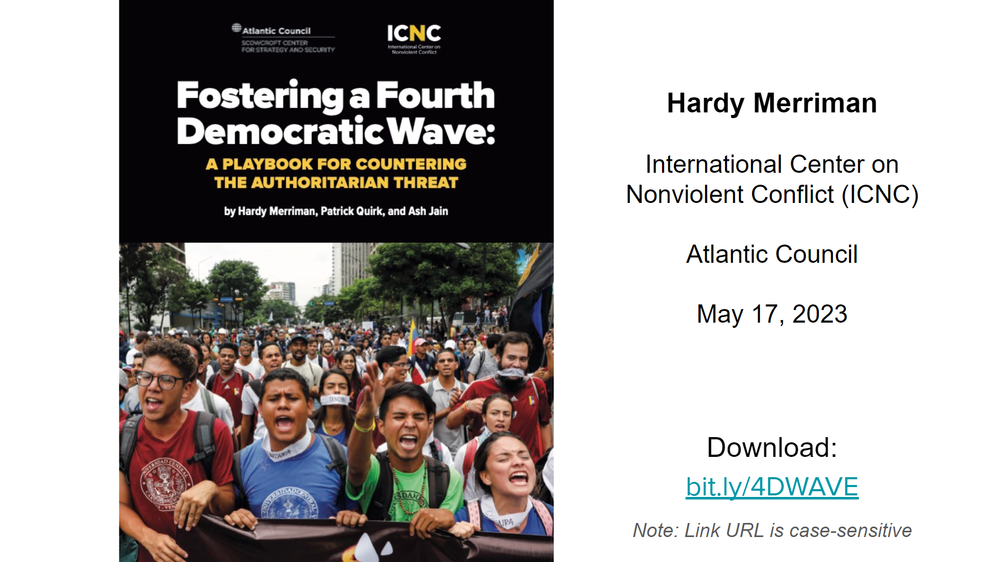 Atlantic Council
SCOWCROFT CENTER
FOR STRATEGY AND SECURITY
ICNC
International Center on
Nonviolent Conflict
Fostering a Fourth
Democratic Wave:
A PLAYBOOK FOR COUNTERING
THE AUTHORITARIAN THREAT
by Hardy Merriman, Patrick Quirk, and Ash Jain
Hardy Merriman
International Center on
Nonviolent Conflict (ICNC)
Atlantic Council
May 17, 2023
Download:
bit.ly/4DWAVE
Note: Link URL is case-sensitive